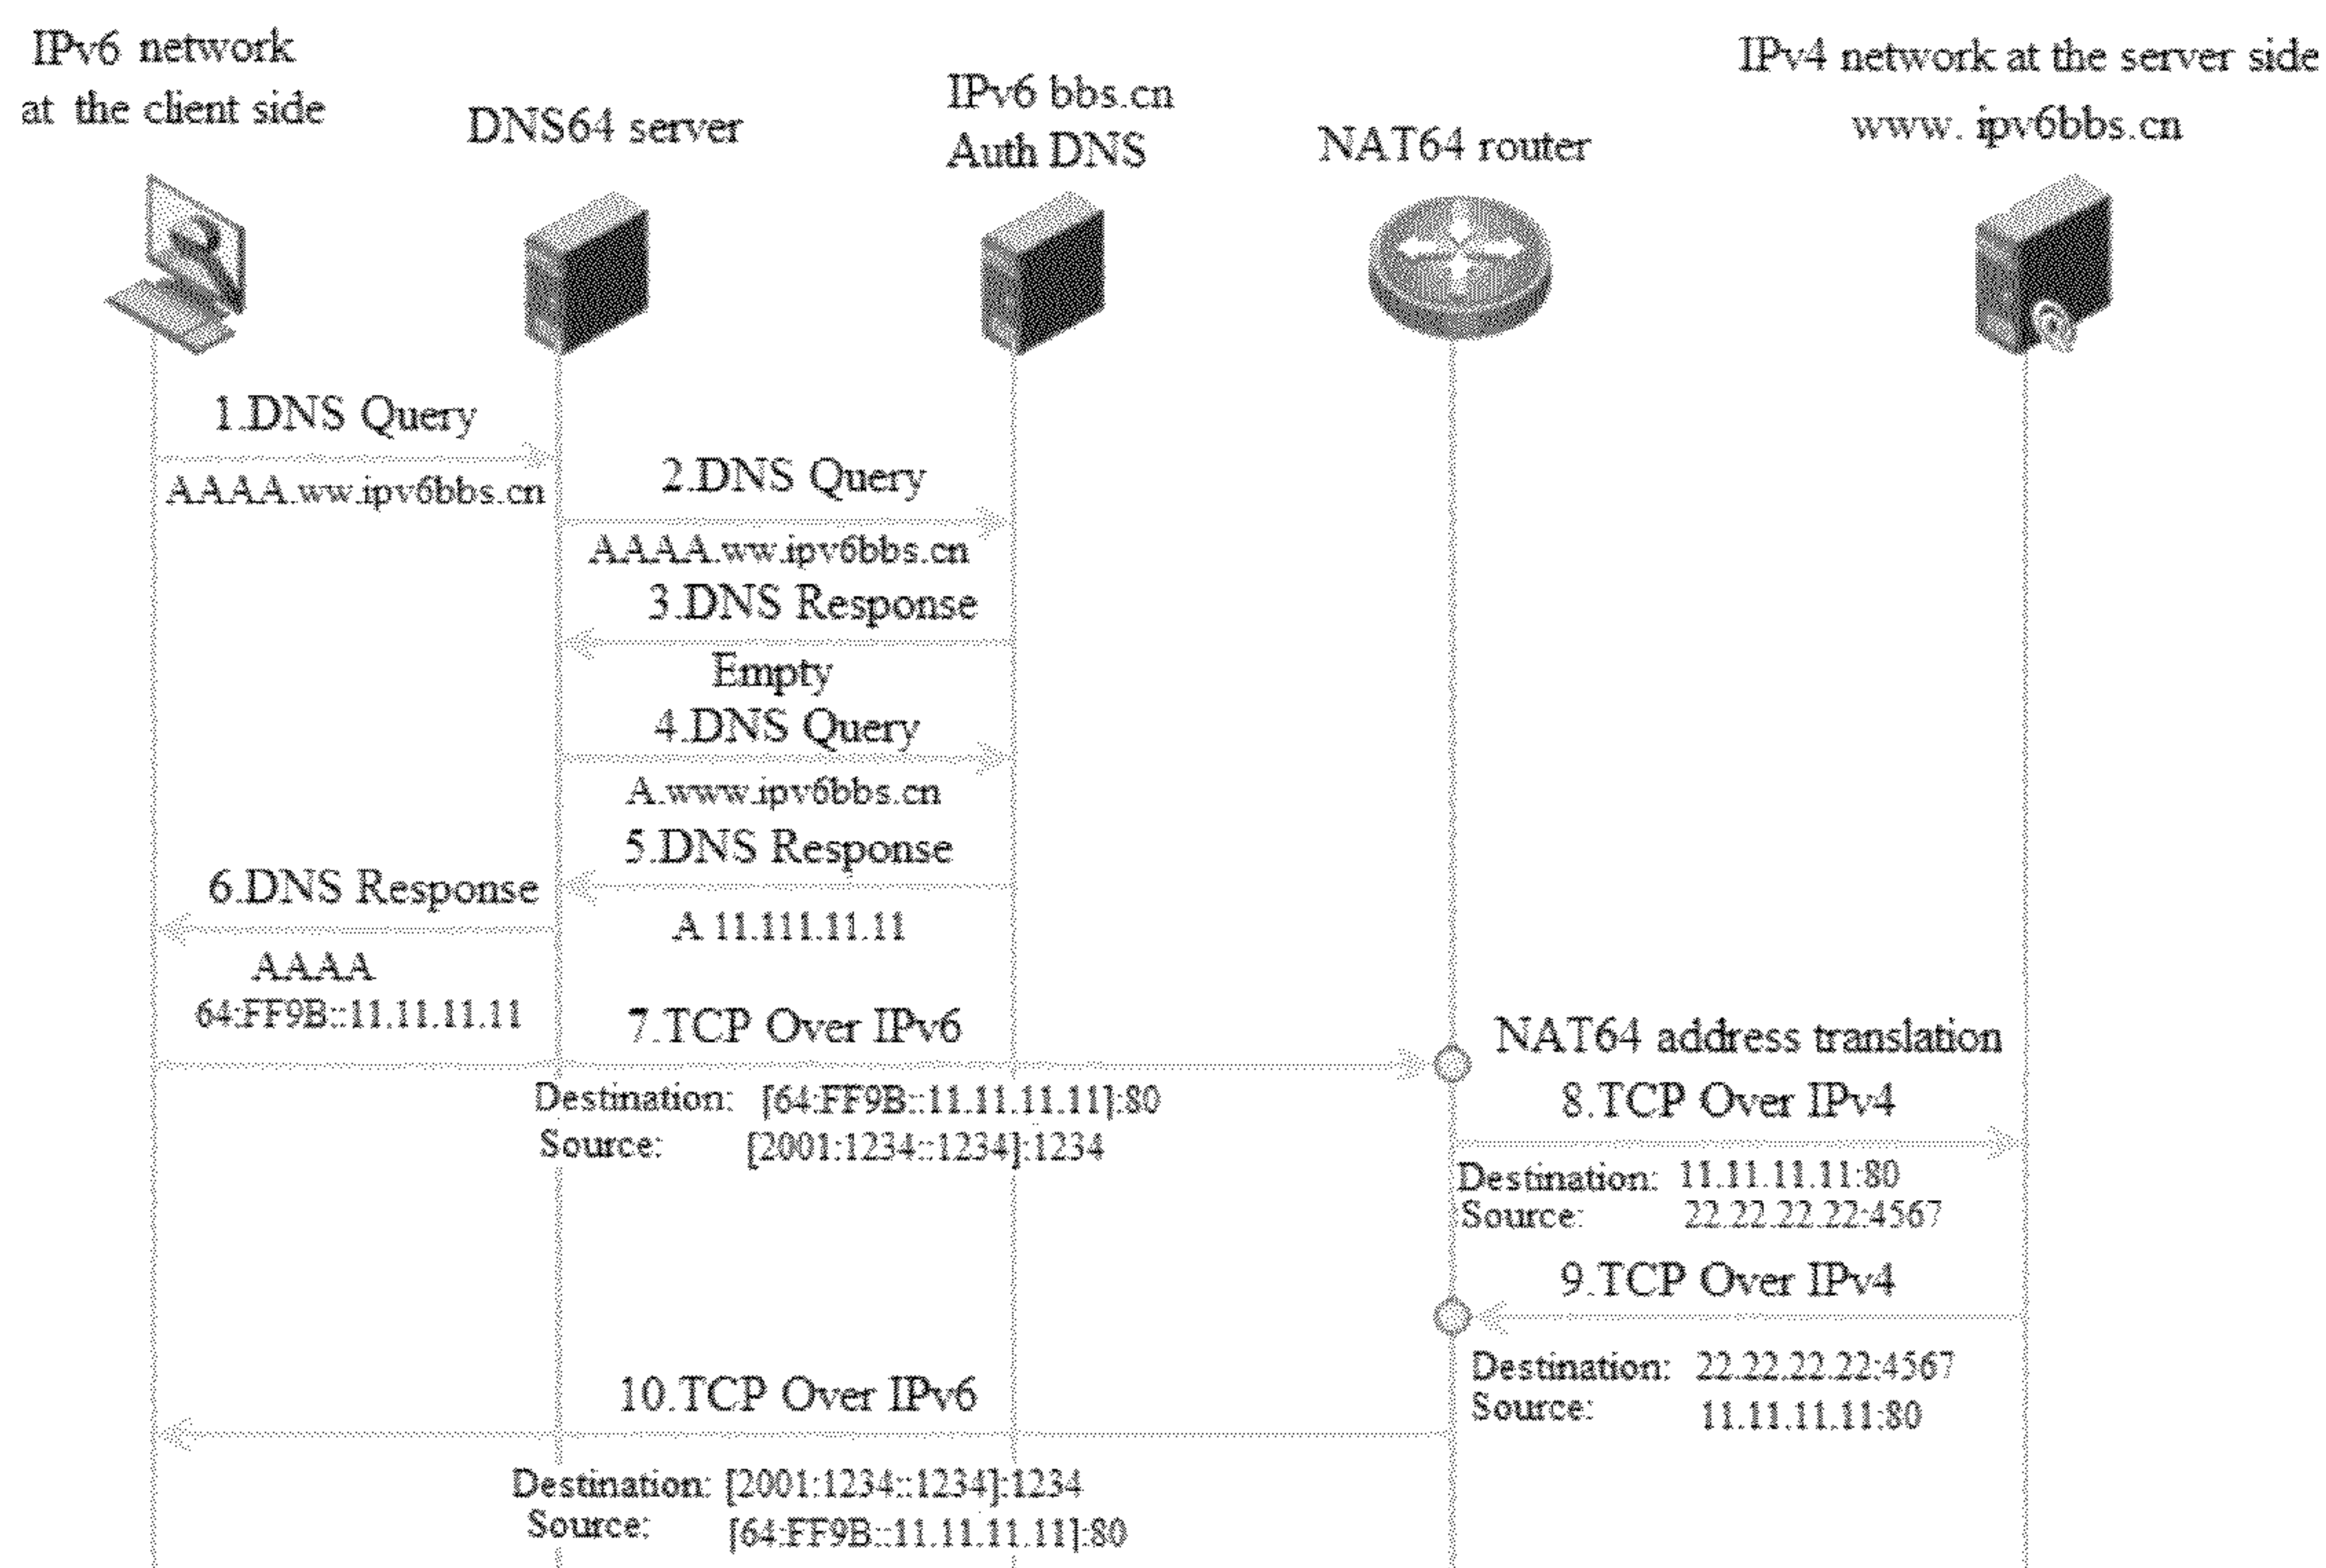 IPv6 network
at the client side
DNS64 server
IPv6 bbs.cn
Auth DNS
NAT64 router
IPv4 network at the server side
www. ipv6bbs.cn
1.DNS Query
AAAA.ww.ipv6bbs.cn
2.DNS Query
AAAA.ww.ipv6bbs.cn
3.DNS Response
Empty
4.DNS Query
A.www.ipv6bbs.cn
5.DNS Response
A 11.111.11.11
6.DNS Response
AAAA
64:FF9B::11.11.11.11
7.TCP Over IPv6
Destination: [64:FF9B::11.11.11.11]:80
Source: [2001:1234::1234]:1234
NAT64 address translation
8.TCP Over IPv4
Destination: 11.11.11.11:80
Source: 22.22.22.22:4567
9.TCP Over IPv4
Destination: 22.22.22.22:4567
Source: 11.11.11.11:80
10.TCP Over IPv6
Destination: [2001:1234::1234]:1234
Source: [64:FF9B::11.11.11.11]:80